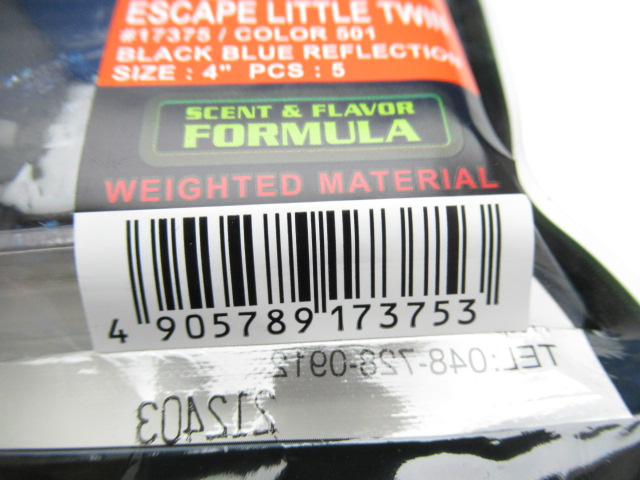 ESCAPE LITTLE TWIN
#17375 / COLOR 501
BLACK BLUE REFLECTION
SIZE : 4" PCS : 5
SCENT & FLAVOR
FORMULA
WEIGHTED MATERIAL
4 905789 173753
TEL:048-728-0912
212403